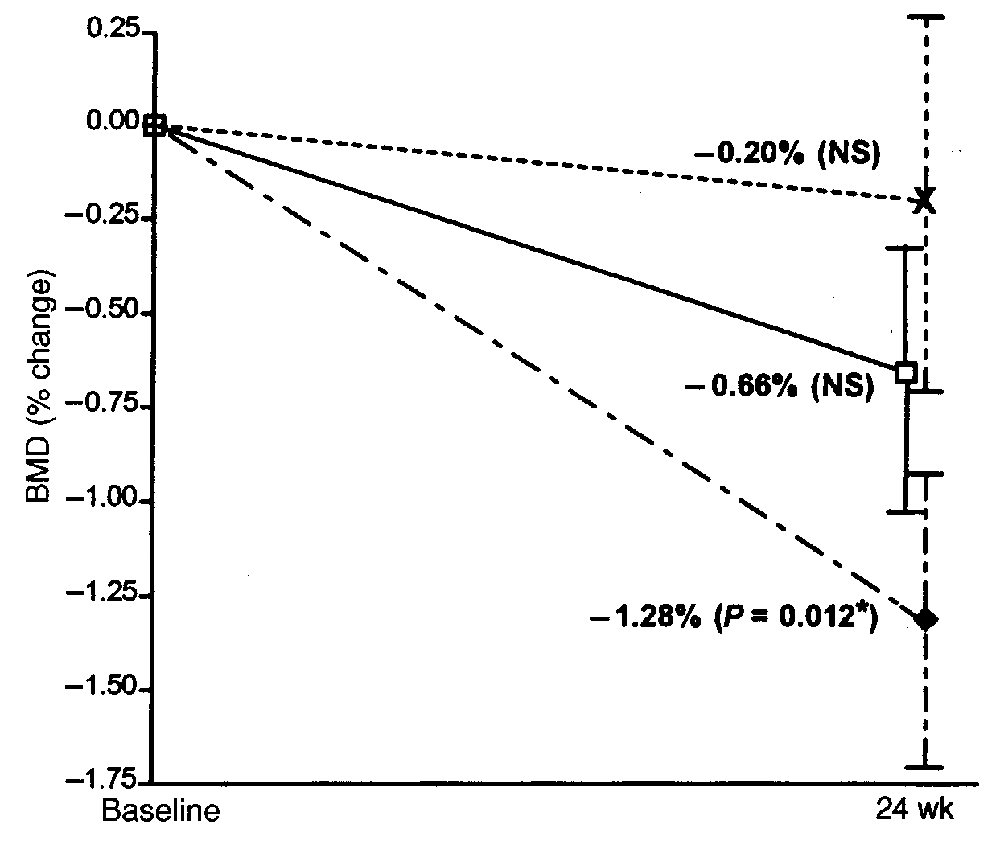 0.25
0.00
−0.25
−0.50
−0.75
−1.00
−1.25
−1.50
−1.75
BMD (% change)
−0.20% (NS)
−0.66% (NS)
−1.28% (P = 0.012*)
Baseline
24 wk